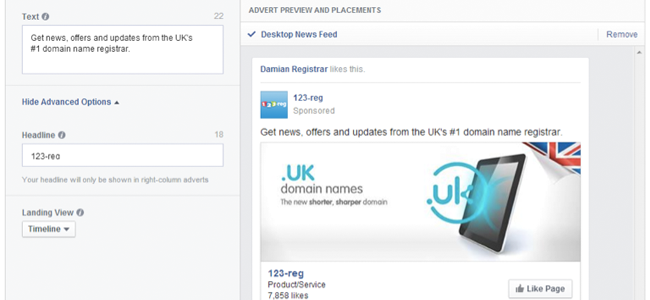 Text
22
Get news, offers and updates from the UK's
#1 domain name registrar.
Hide Advanced Options
Headline
18
123-reg
Your headline will only be shown in right-column adverts
Landing View
Timeline
ADVERT PREVIEW AND PLACEMENTS
Desktop News Feed
Remove
Damian Registrar likes this.
123-reg
123-reg
Sponsored
Get news, offers and updates from the UK's #1 domain name registrar.
.UK
domain names
The new shorter, sharper domain
.uk
123-reg
Product/Service
7,858 likes
Like Page